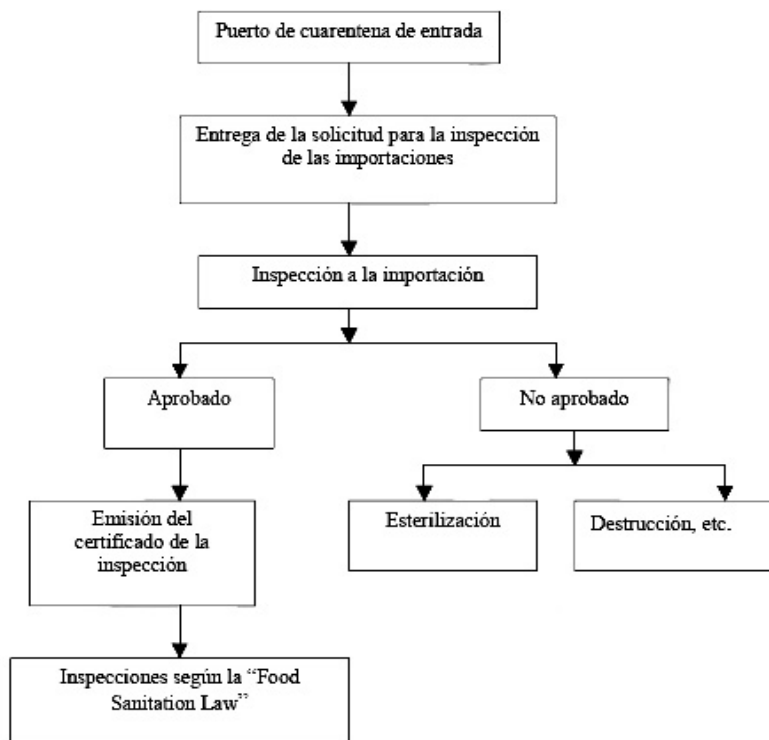 Puerto de cuarentena de entrada
Entrega de la solicitud para la inspección
de las importaciones
Inspección a la importación
Aprobado
No aprobado
Emisión del
certificado de la
inspección
Esterilización
Destrucción, etc.
Inspecciones según la “Food
Sanitation Law”